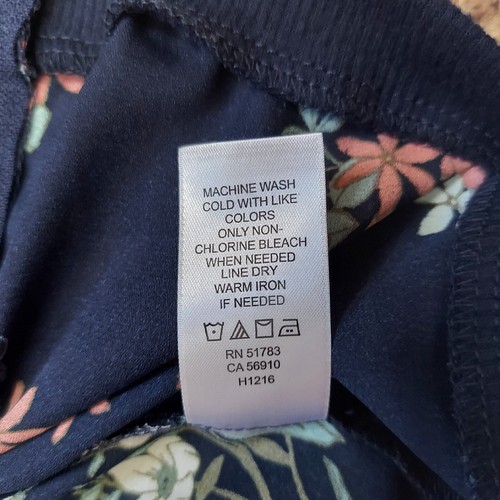 MACHINE WASH
COLD WITH LIKE
COLORS
ONLY NON-
CHLORINE BLEACH
WHEN NEEDED
LINE DRY
WARM IRON
IF NEEDED
RN 51783
CA 56910
H1216